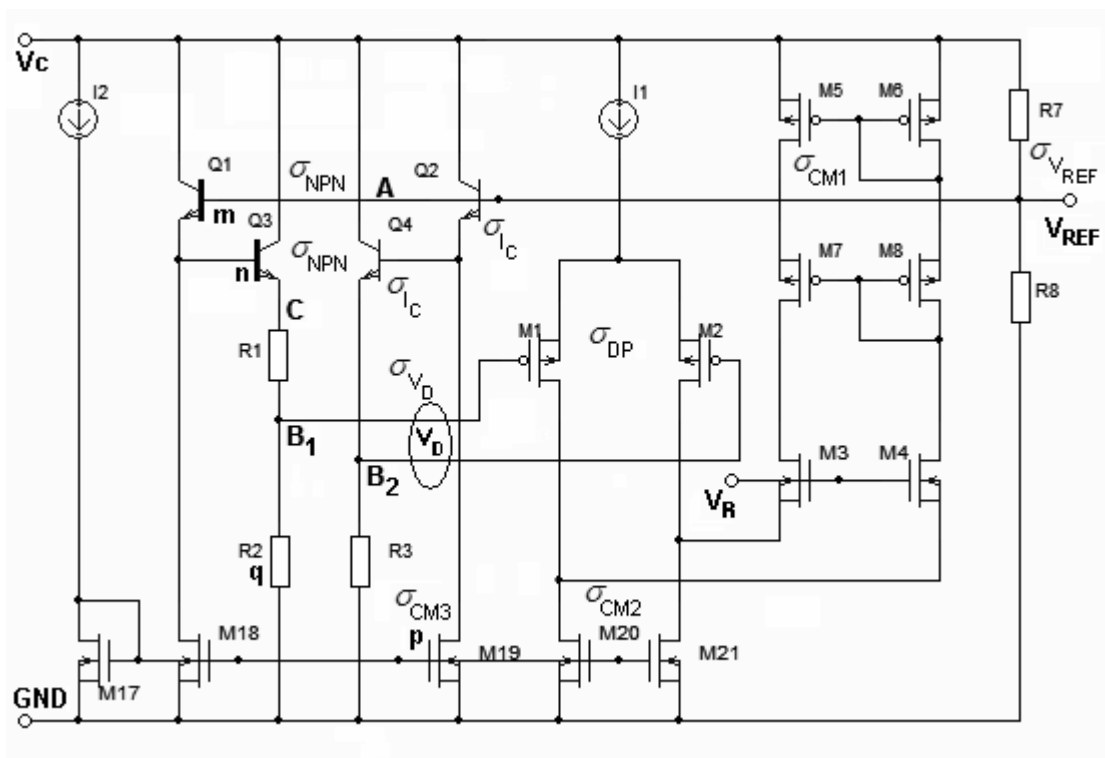 Vc
I2
I1
M5
M6
R7
σVREF
Q1
σNPN
A
Q2
σCM1
m
Q3
Q4
σIC
VREF
n
σNPN
σIC
M7
M8
R8
C
M1
M2
R1
σDP
σVD
B1
VD
M3
M4
B2
VR
R2
q
R3
σCM3
σCM2
M18
p
M19
M20
M21
M17
GND